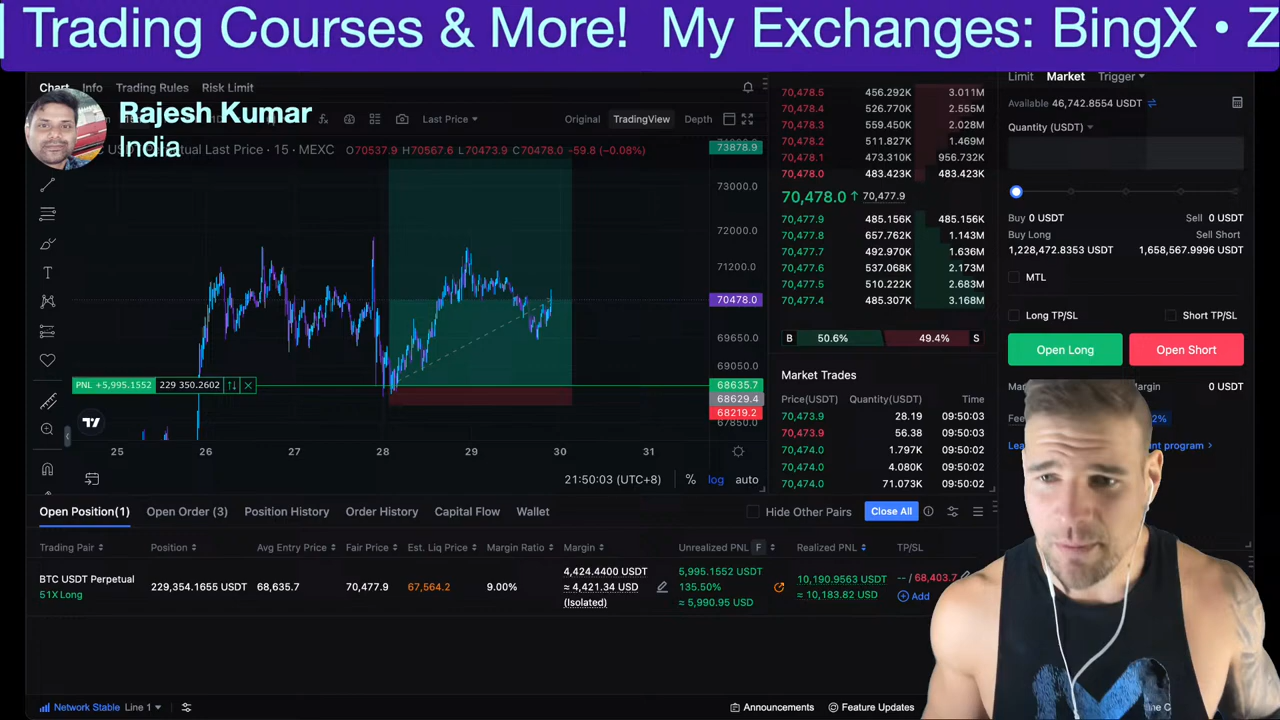 Trading Courses & More! My Exchanges: BingX • Z
Chart Info Trading Rules Risk Limit
Rajesh Kumar
India
Last Price
Original TradingView Depth
Perpetual Last Price · 15 · MEXC O70537.9 H70567.6 L70473.9 C70478.0 -59.8 (-0.08%)
73878.9
73000.0
72000.0
71200.0
70478.0
69650.0
69050.0
68635.7
68629.4
68219.2
67850.0
PNL +5,995.1552 229 350.2602
25 26 27 28 29 30 31
21:50:03 (UTC+8) % log auto
70,478.5 456.292K 3.011M
70,478.4 526.770K 2.555M
70,478.3 559.450K 2.028M
70,478.2 511.827K 1.469M
70,478.1 473.310K 956.732K
70,478.0 483.423K 483.423K
70,478.0 ↑ 70,477.9
70,477.9 485.156K 485.156K
70,477.8 657.762K 1.143M
70,477.7 492.970K 1.636M
70,477.6 537.068K 2.173M
70,477.5 510.222K 2.683M
70,477.4 485.307K 3.168M
B 50.6% 49.4% S
Market Trades
Price(USDT) Quantity(USDT) Time
70,473.9 28.19 09:50:03
70,473.9 56.38 09:50:03
70,474.0 1.797K 09:50:02
70,474.0 4.080K 09:50:02
70,474.0 71.073K 09:50:02
Limit Market Trigger
Available 46,742.8554 USDT
Quantity (USDT)
Buy 0 USDT Sell 0 USDT
Buy Long Sell Short
1,228,472.8353 USDT 1,658,567.9996 USDT
MTL
Long TP/SL Short TP/SL
Open Long Open Short
0 USDT
Open Position(1) Open Order (3) Position History Order History Capital Flow Wallet
Hide Other Pairs Close All
Trading Pair Position Avg Entry Price Fair Price Est. Liq Price Margin Ratio Margin Unrealized PNL F Realized PNL TP/SL
BTC USDT Perpetual
51X Long
229,354.1655 USDT 68,635.7 70,477.9 67,564.2 9.00%
4,424.4400 USDT
≈ 4,421.34 USD
(Isolated)
5,995.1552 USDT
135.50%
≈ 5,990.95 USD
10,190.9563 USDT
≈ 10,183.82 USD
-- / 68,403.7
Add
Network Stable Line 1
Announcements Feature Updates